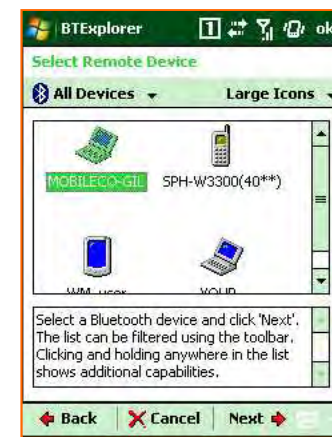 BTExplorer ok
Select Remote Device
All Devices Large Icons
MOBILECO-GIL SPH-W3300(40**)
WM_user YOUR
Select a Bluetooth device and click 'Next'.
The list can be filtered using the toolbar.
Clicking and holding anywhere in the list
shows additional capabilities.
Back Cancel Next